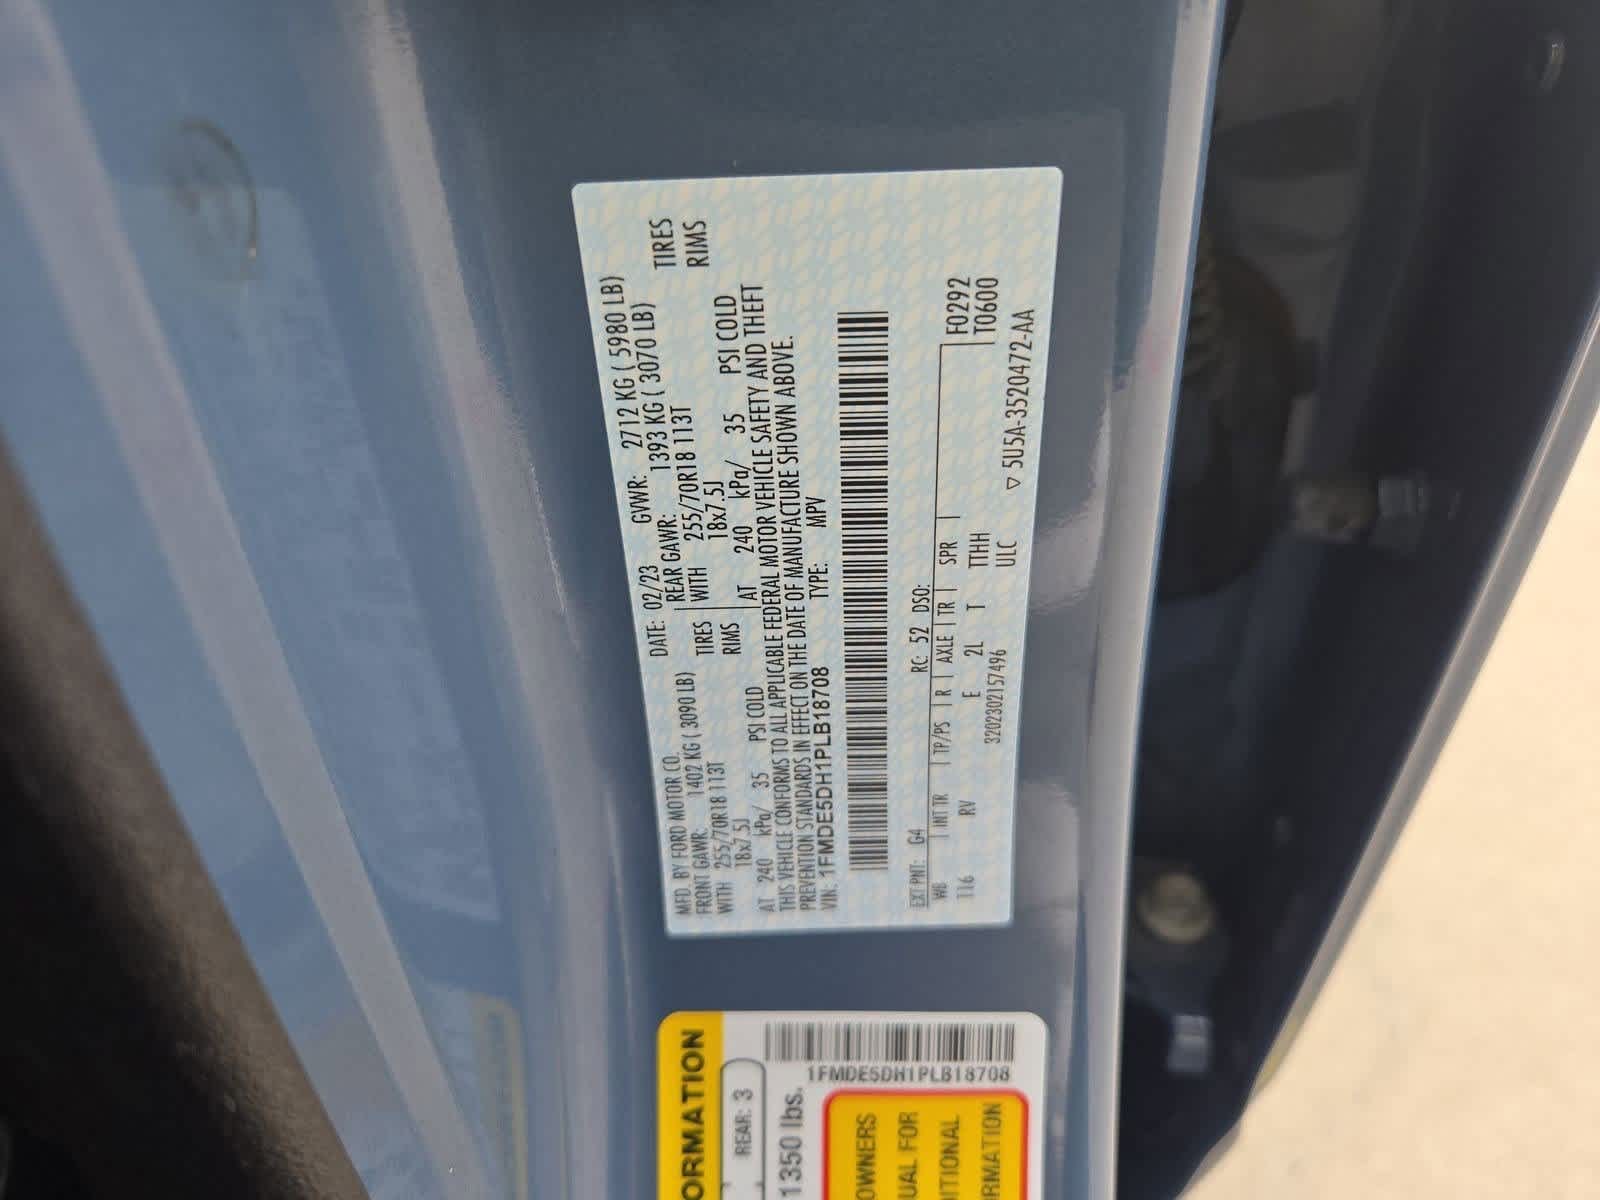 MFD. BY FORD MOTOR CO.
DATE: 02/23 GVWR: 2712 KG ( 5980 LB)
FRONT GAWR: 1402 KG ( 3090 LB) REAR GAWR: 1393 KG ( 3070 LB)
WITH 255/70R18 113T TIRES WITH 255/70R18 113T TIRES
18x7.5J RIMS 18x7.5J RIMS
AT 240 kPa/ 35 PSI COLD AT 240 kPa/ 35 PSI COLD
THIS VEHICLE CONFORMS TO ALL APPLICABLE FEDERAL MOTOR VEHICLE SAFETY AND THEFT
PREVENTION STANDARDS IN EFFECT ON THE DATE OF MANUFACTURE SHOWN ABOVE.
VIN: 1FMDE5DH1PLB18708 TYPE: MPV
EXT PNT: G4 RC: 52 DSO: F0292
WB | INT TR | TP/PS | R | AXLE | TR | SPR | T0600
116 RV E 2L T TTHH
3202302157496 ULC ▽ 5U5A-3520472-AA
ORMATION
REAR: 3
1350 lbs.
1FMDE5DH1PLB18708
OWNERS
UAL FOR
ITIONAL
RMATION